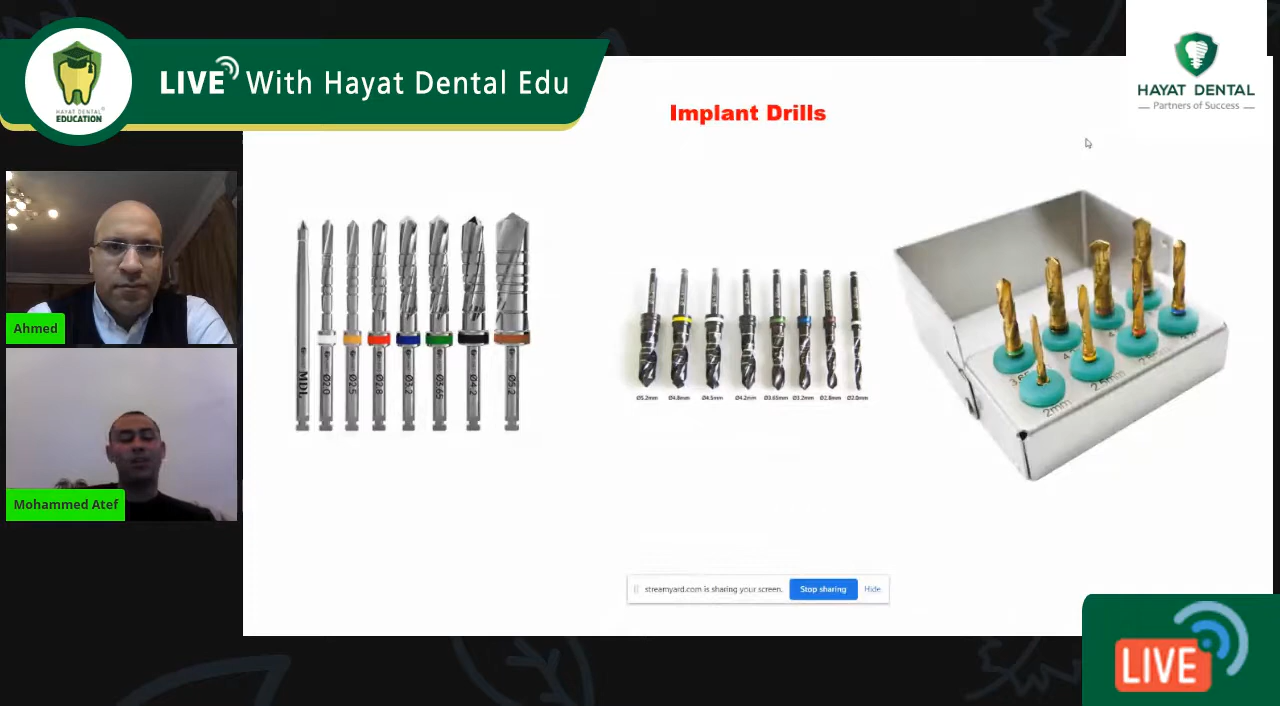 LIVE With Hayat Dental Edu
HAYAT DENTAL
EDUCATION
HAYAT DENTAL
Partners of Success
Implant Drills
Ahmed
Mohammed Atef
MDL
Ø2.0
Ø2.5
Ø2.8
Ø3.2
Ø3.65
Ø4.2
Ø5.2
Ø5.2mm Ø4.8mm Ø4.5mm Ø4.2mm Ø3.65mm Ø3.2mm Ø2.8mm Ø2.0mm
2mm
2.5mm
streamyard.com is sharing your screen. Stop sharing Hide
LIVE